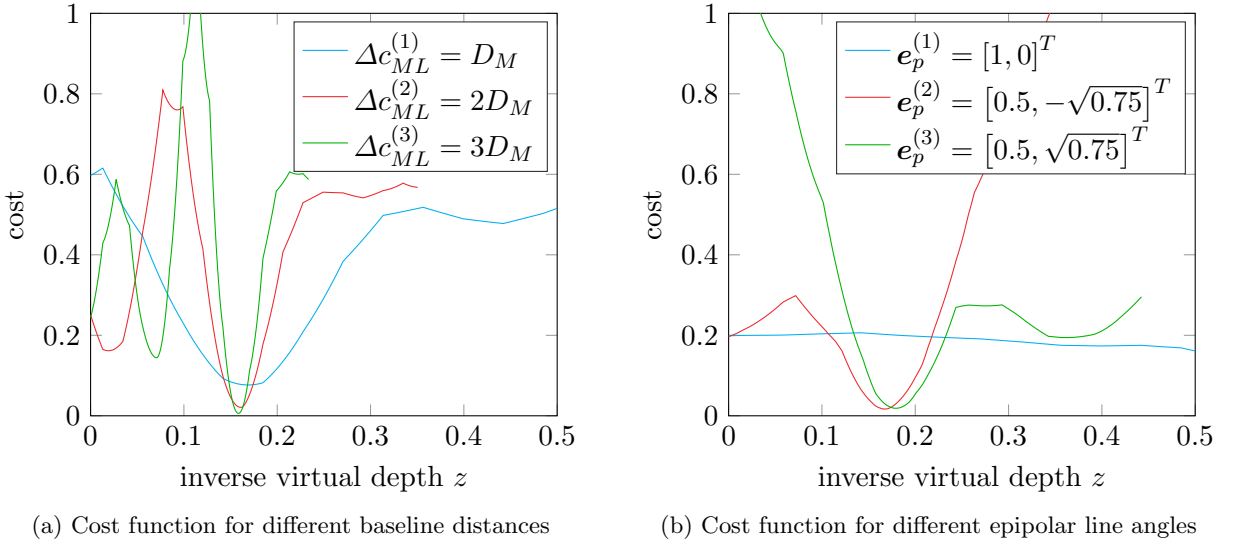 1
0.8
0.6
0.4
0.2
0
cost
0 0.1 0.2 0.3 0.4 0.5
inverse virtual depth z
Δc_{ML}^{(1)} = D_M
Δc_{ML}^{(2)} = 2D_M
Δc_{ML}^{(3)} = 3D_M
(a) Cost function for different baseline distances
1
0.8
0.6
0.4
0.2
0
cost
0 0.1 0.2 0.3 0.4 0.5
inverse virtual depth z
e_p^{(1)} = [1, 0]^T
e_p^{(2)} = [0.5, −√0.75]^T
e_p^{(3)} = [0.5, √0.75]^T
(b) Cost function for different epipolar line angles